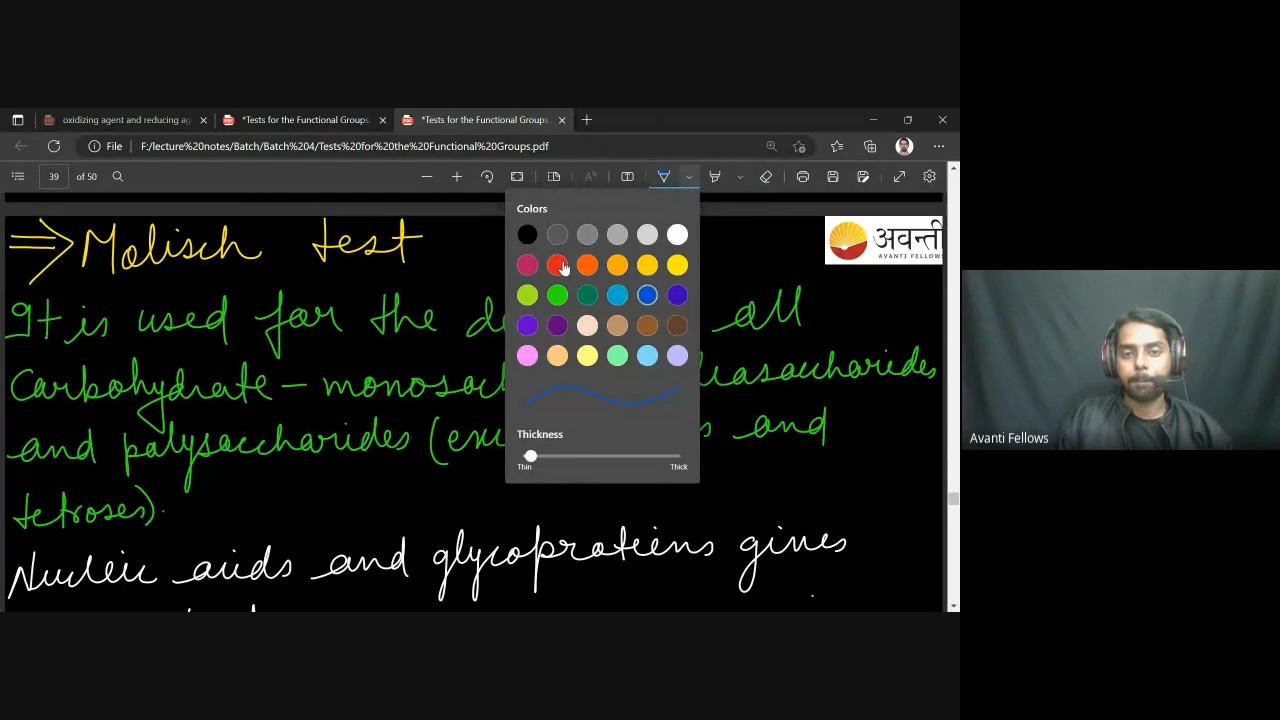 oxidizing agent and reducing ag
*Tests for the Functional Groups.
*Tests for the Functional Groups.
File F:/lecture%20notes/Batch/Batch%204/Tests%20for%20the%20Functional%20Groups.pdf
39 of 50
Colors
Thickness
Thin Thick
⇒ Molisch test
अवन्ती
AVANTI FELLOWS
It is used for the de all
Carbohydrate - monosac saccharides
and polysaccharides (exc and
tetroses).
Nucleic acids and glycoproteins gives
Avanti Fellows